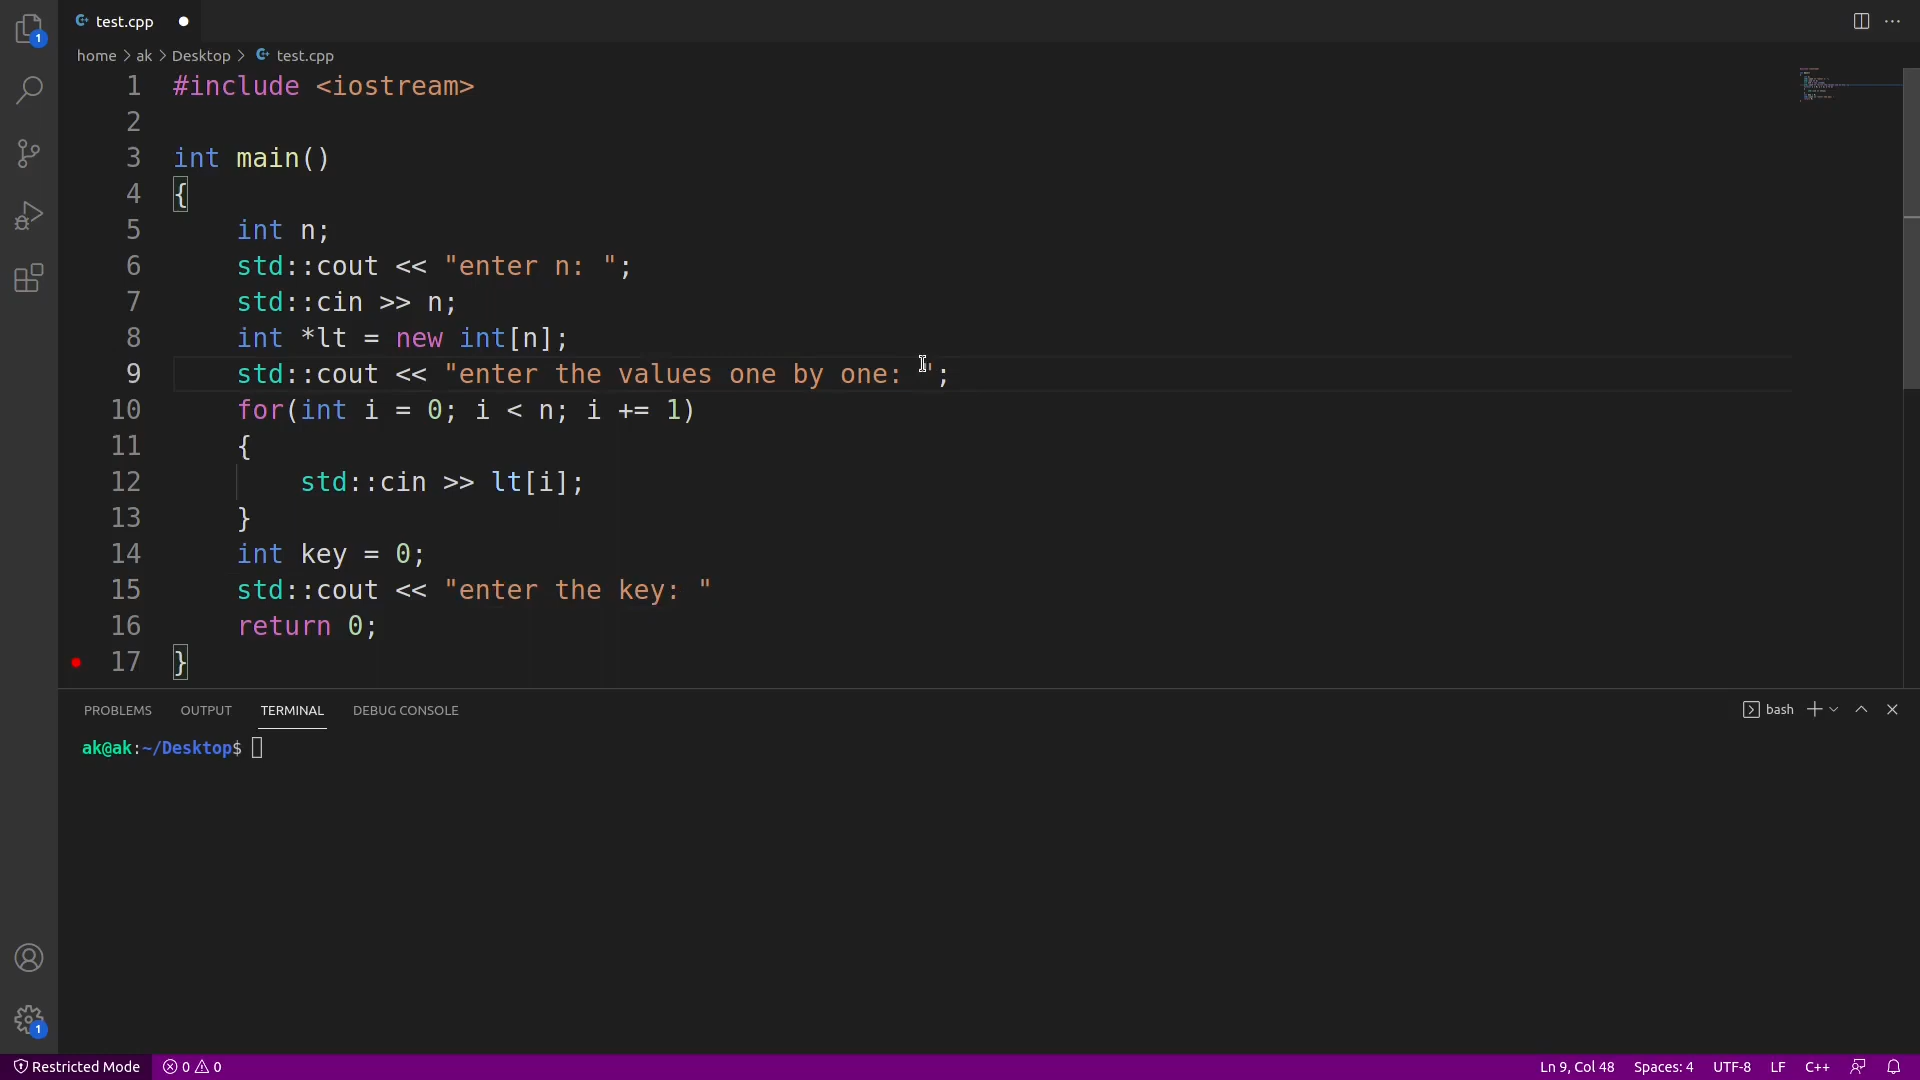 test.cpp
home > ak > Desktop > test.cpp
1 #include <iostream>
2
3 int main()
4 {
5 int n;
6 std::cout << "enter n: ";
7 std::cin >> n;
8 int *lt = new int[n];
9 std::cout << "enter the values one by one: ";
10 for(int i = 0; i < n; i += 1)
11 {
12 std::cin >> lt[i];
13 }
14 int key = 0;
15 std::cout << "enter the key: "
16 return 0;
17 }
PROBLEMS OUTPUT TERMINAL DEBUG CONSOLE bash
ak@ak:~/Desktop$
1
1
Restricted Mode 0 0 Ln 9, Col 48 Spaces: 4 UTF-8 LF C++